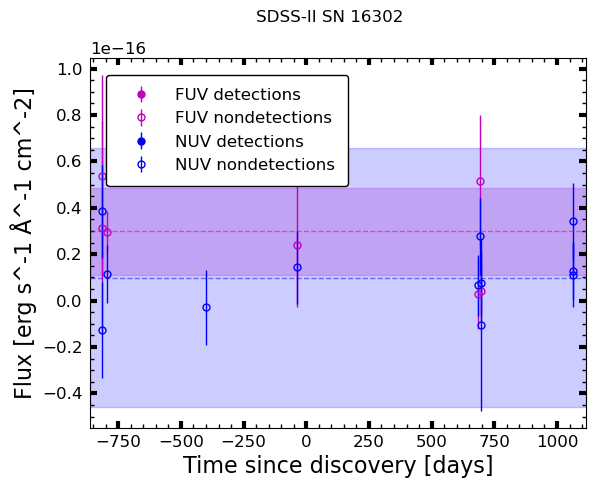 SDSS-II SN 16302
1e−16
1.0
0.8
0.6
0.4
0.2
0.0
−0.2
−0.4
Flux [erg s^-1 Å^-1 cm^-2]
FUV detections
FUV nondetections
NUV detections
NUV nondetections
−750 −500 −250 0 250 500 750 1000
Time since discovery [days]